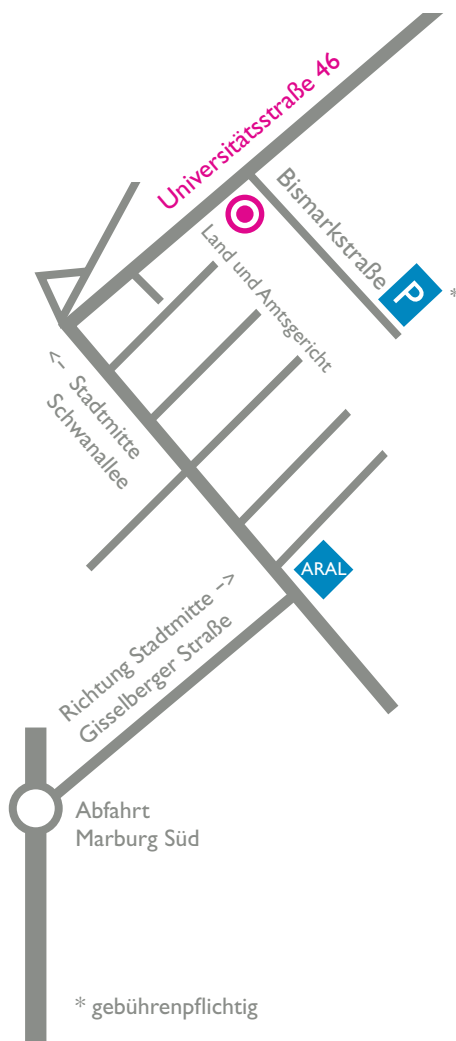 Universitätsstraße 46
Bismarkstraße
P
*
Land und Amtsgericht
<- Stadtmitte
Schwanallee
ARAL
Richtung Stadtmitte ->
Gisselberger Straße
Abfahrt
Marburg Süd
* gebührenpflichtig